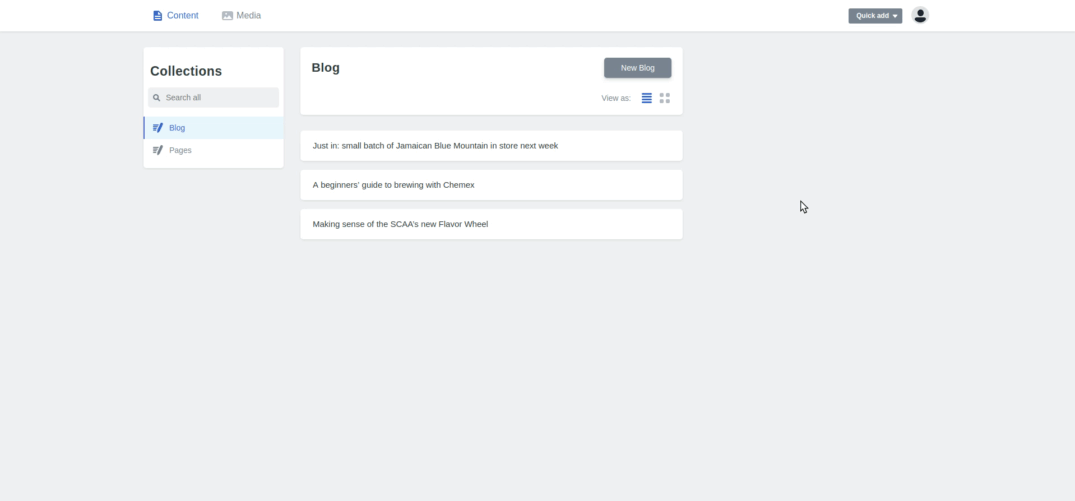 Content
Media
Quick add
Collections
Search all
Blog
Pages
Blog
New Blog
View as:
Just in: small batch of Jamaican Blue Mountain in store next week
A beginners’ guide to brewing with Chemex
Making sense of the SCAA’s new Flavor Wheel